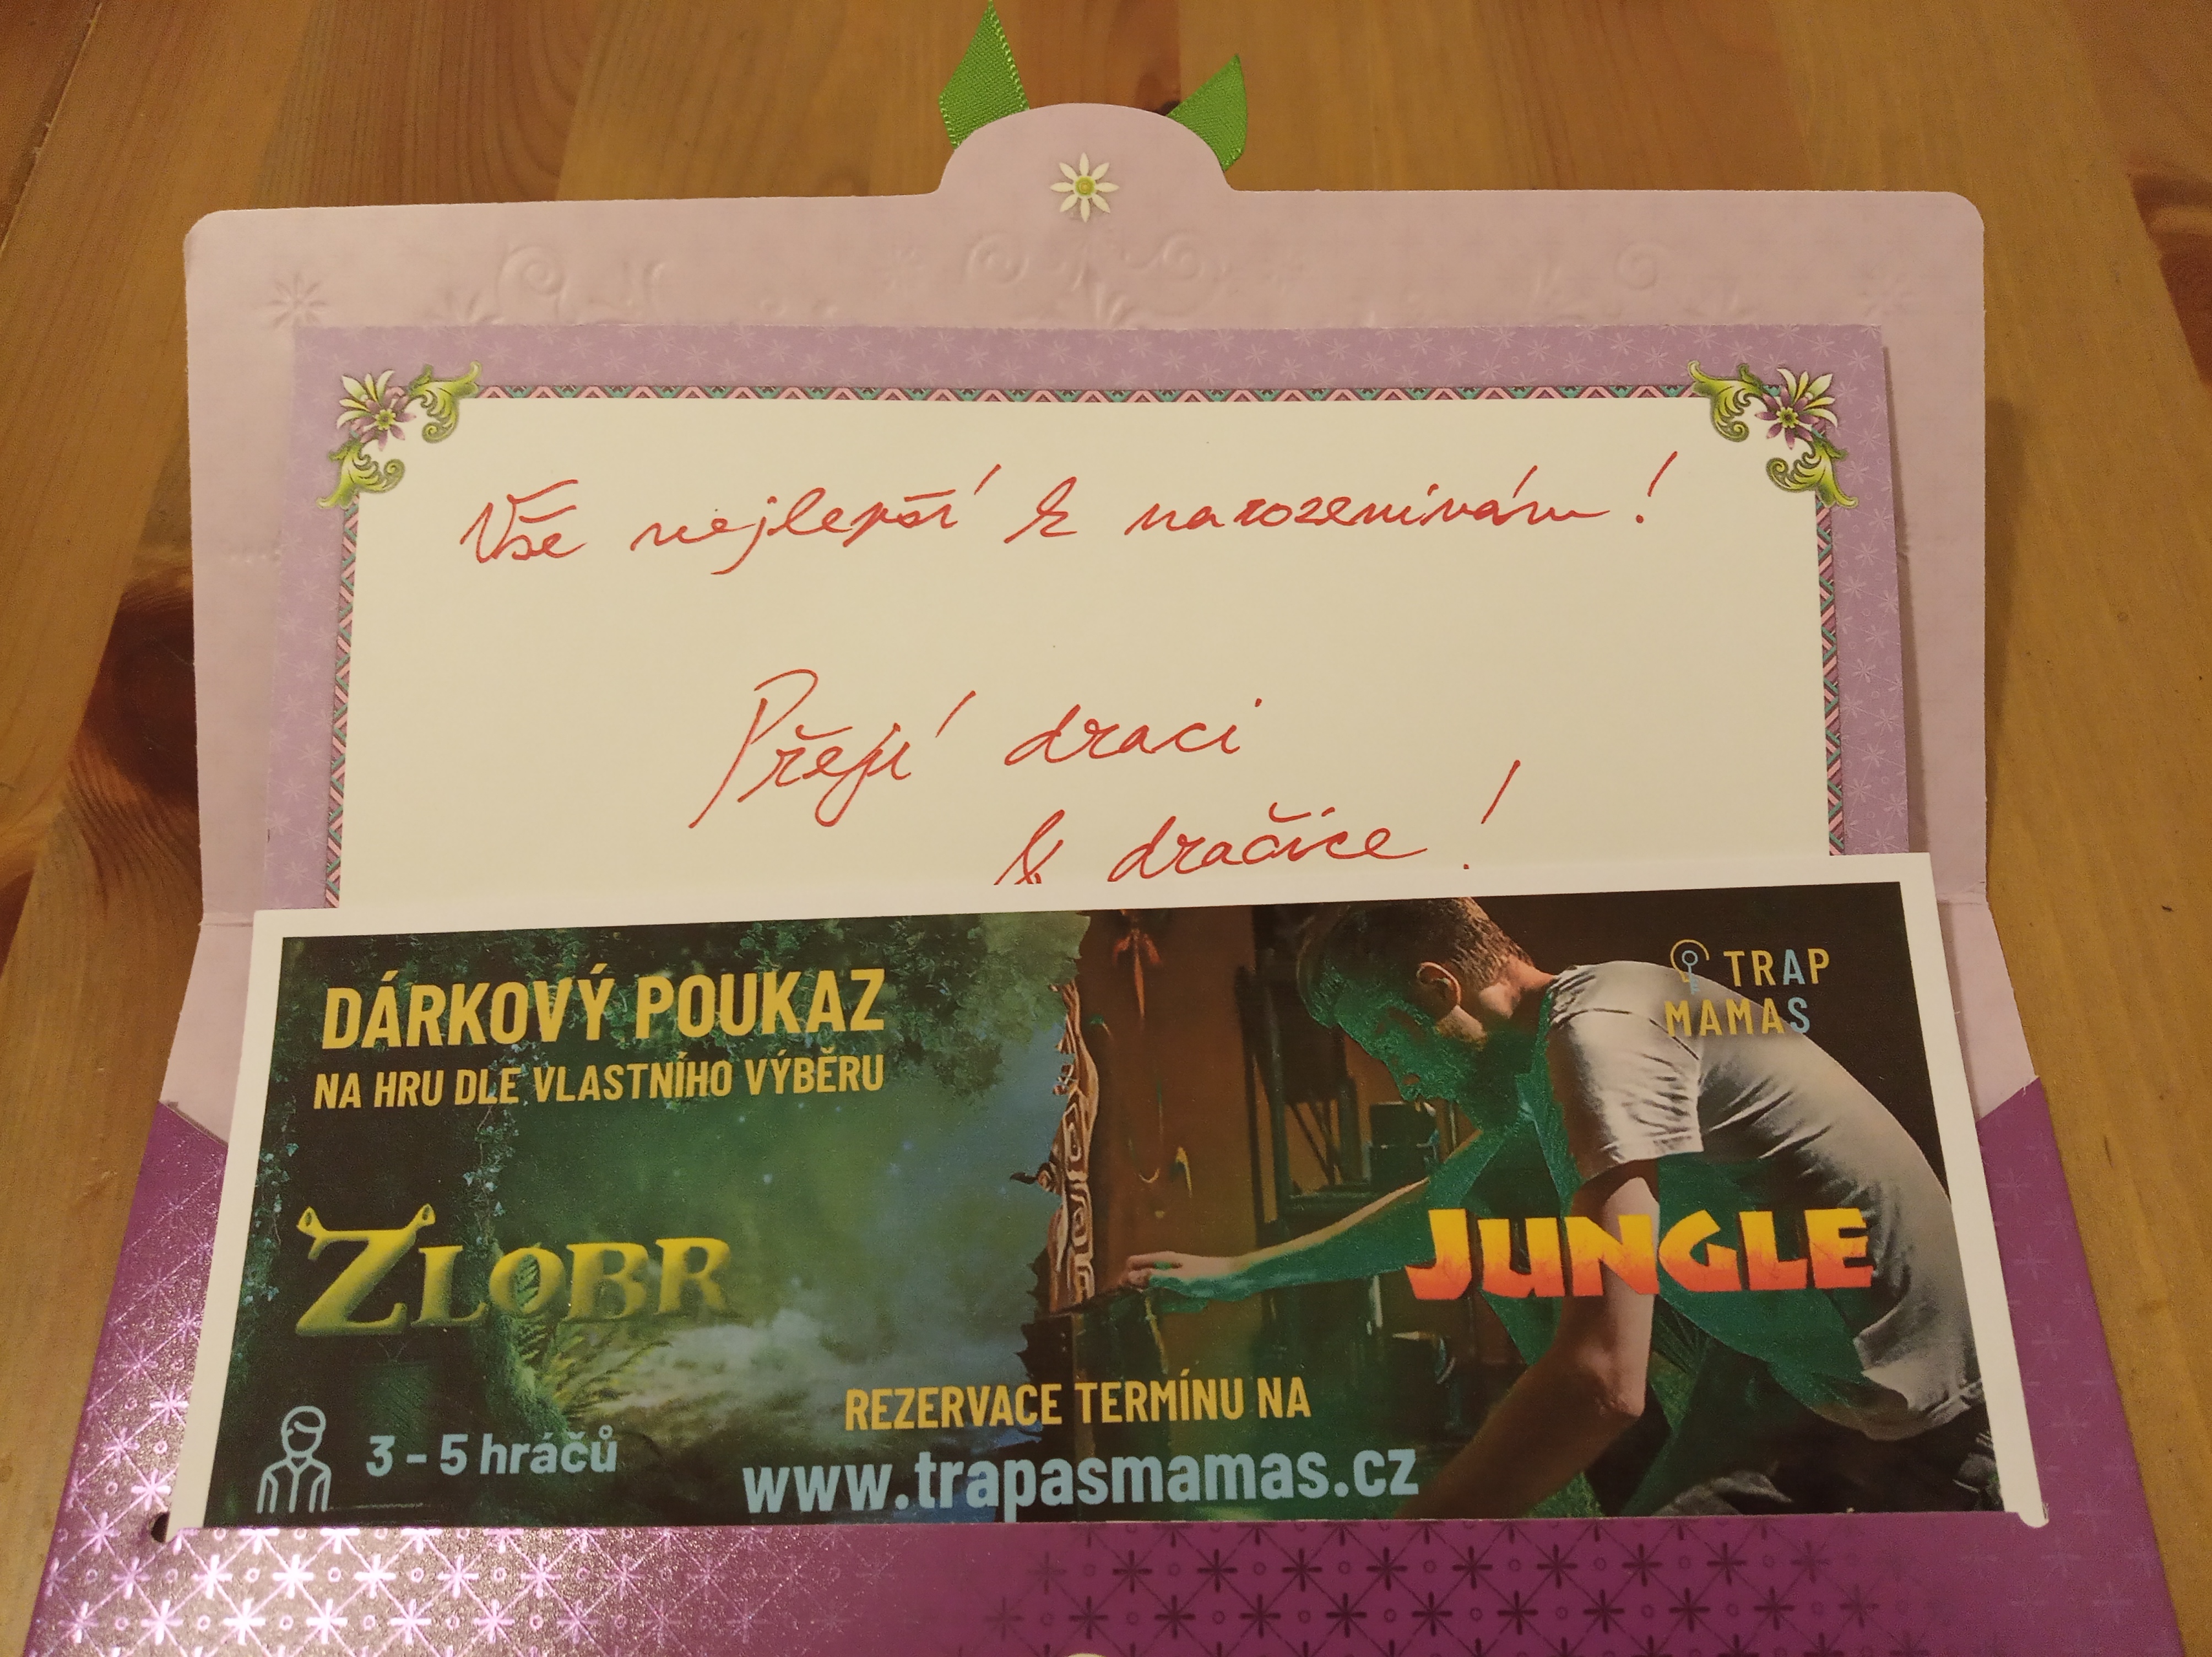 Vše nejlepší k narozeninám!
Přejí draci
& dračice!
DÁRKOVÝ POUKAZ
NA HRU DLE VLASTNÍHO VÝBĚRU
TRAP
MAMAS
ZLOBR
JUNGLE
3 – 5 hráčů
REZERVACE TERMÍNU NA
www.trapasmamas.cz